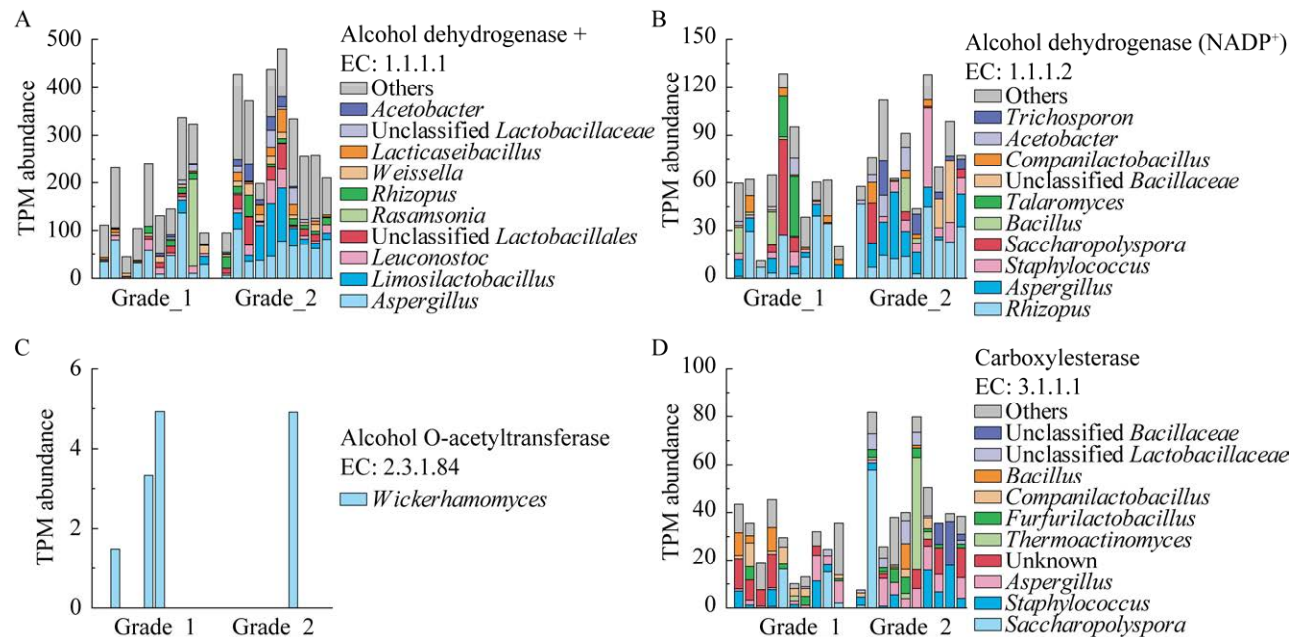 A
TPM abundance
500
400
300
200
100
0
Grade_1
Grade_2
Alcohol dehydrogenase +
EC: 1.1.1.1
Others
Acetobacter
Unclassified Lactobacillaceae
Lacticaseibacillus
Weissella
Rhizopus
Rasamsonia
Unclassified Lactobacillales
Leuconostoc
Limosilactobacillus
Aspergillus
B
TPM abundance
150
120
90
60
30
0
Grade_1
Grade_2
Alcohol dehydrogenase (NADP⁺)
EC: 1.1.1.2
Others
Trichosporon
Acetobacter
Companilactobacillus
Unclassified Bacillaceae
Talaromyces
Bacillus
Saccharopolyspora
Staphylococcus
Aspergillus
Rhizopus
C
TPM abundance
6
4
2
0
Grade_1
Grade_2
Alcohol O-acetyltransferase
EC: 2.3.1.84
Wickerhamomyces
D
TPM abundance
100
80
60
40
20
0
Grade_1
Grade_2
Carboxylesterase
EC: 3.1.1.1
Others
Unclassified Bacillaceae
Unclassified Lactobacillaceae
Bacillus
Companilactobacillus
Furfurilactobacillus
Thermoactinomyces
Unknown
Aspergillus
Staphylococcus
Saccharopolyspora